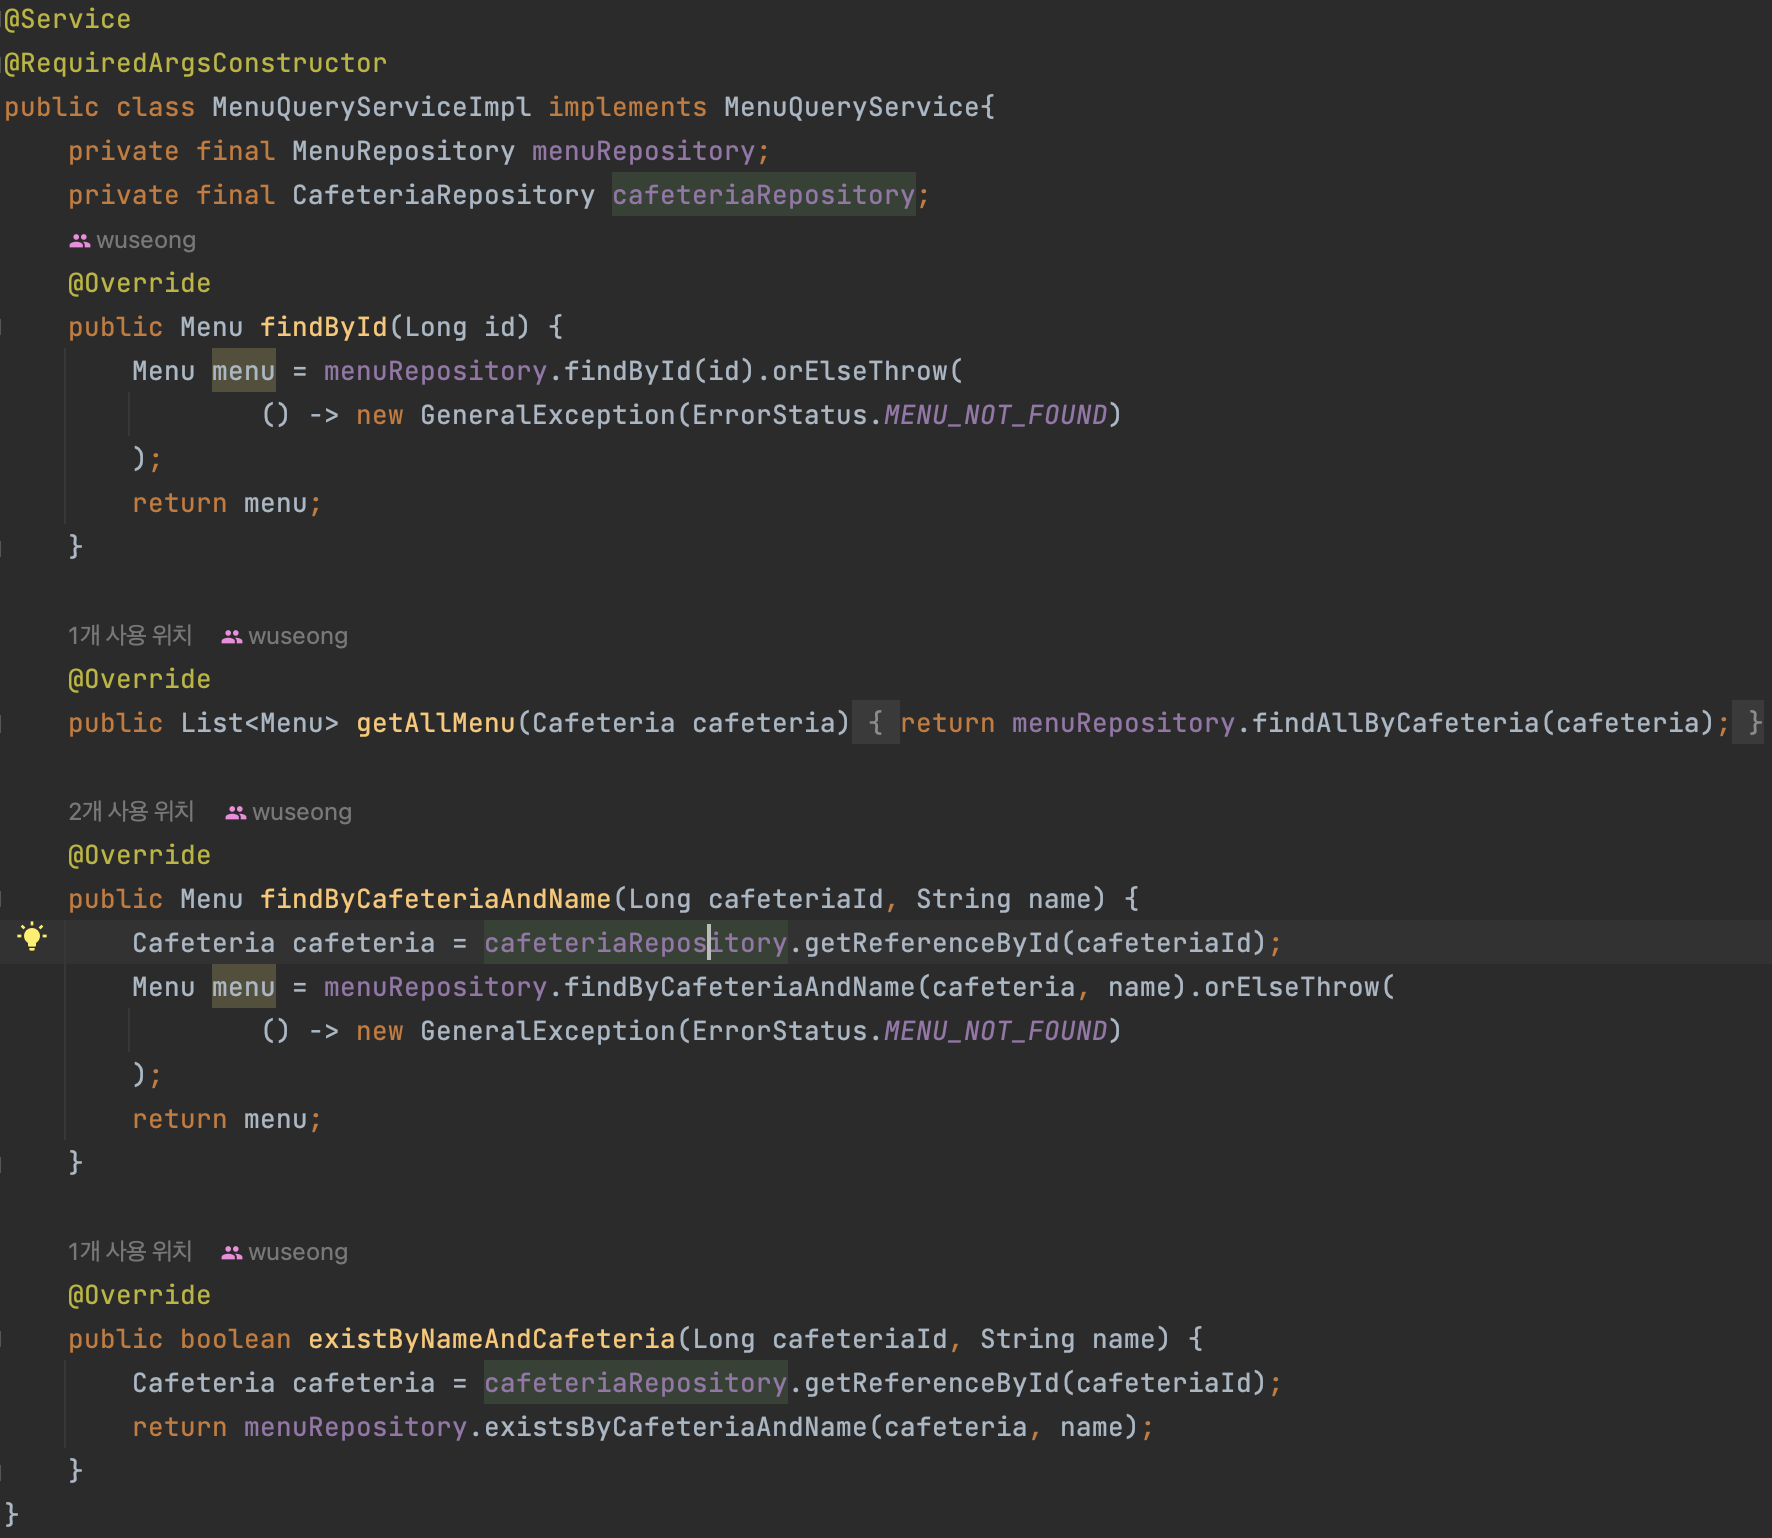 @Service
@RequiredArgsConstructor
public class MenuQueryServiceImpl implements MenuQueryService{
    private final MenuRepository menuRepository;
    private final CafeteriaRepository cafeteriaRepository;
    wuseong
    @Override
    public Menu findById(Long id) {
        Menu menu = menuRepository.findById(id).orElseThrow(
                () -> new GeneralException(ErrorStatus.MENU_NOT_FOUND)
        );
        return menu;
    }
    1개 사용 위치 wuseong
    @Override
    public List<Menu> getAllMenu(Cafeteria cafeteria) { return menuRepository.findAllByCafeteria(cafeteria); }
    2개 사용 위치 wuseong
    @Override
    public Menu findByCafeteriaAndName(Long cafeteriaId, String name) {
        Cafeteria cafeteria = cafeteriaRepository.getReferenceById(cafeteriaId);
        Menu menu = menuRepository.findByCafeteriaAndName(cafeteria, name).orElseThrow(
                () -> new GeneralException(ErrorStatus.MENU_NOT_FOUND)
        );
        return menu;
    }
    1개 사용 위치 wuseong
    @Override
    public boolean existByNameAndCafeteria(Long cafeteriaId, String name) {
        Cafeteria cafeteria = cafeteriaRepository.getReferenceById(cafeteriaId);
        return menuRepository.existsByCafeteriaAndName(cafeteria, name);
    }
}